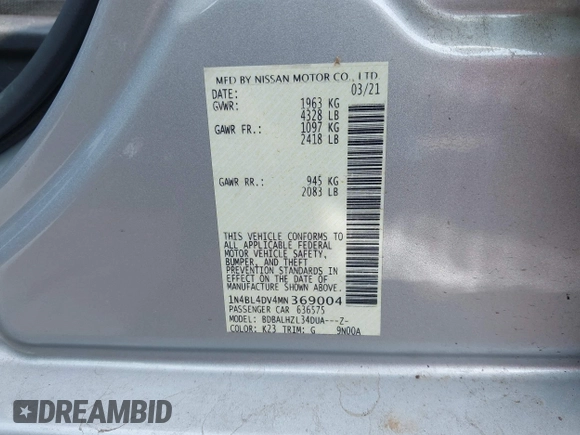 MFD BY NISSAN MOTOR CO., LTD.
DATE: 03/21
GVWR: 1963 KG
4328 LB
GAWR FR.: 1097 KG
2418 LB
GAWR RR.: 945 KG
2083 LB
THIS VEHICLE CONFORMS TO
ALL APPLICABLE FEDERAL
MOTOR VEHICLE SAFETY,
BUMPER, AND THEFT
PREVENTION STANDARDS IN
EFFECT ON THE DATE OF
MANUFACTURE SHOWN ABOVE.
1N4BL4DV4MN369004
PASSENGER CAR 636575
MODEL: BDBALHZL34DUA---Z-
COLOR: K23 TRIM: G 9N00A
DREAMBID